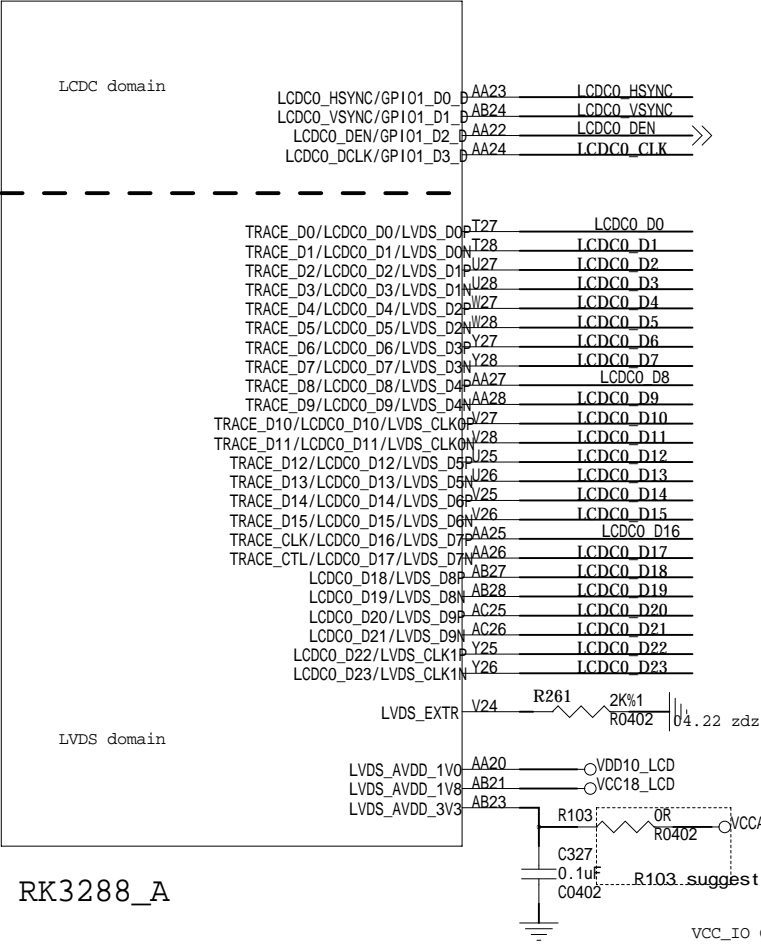 LCDC domain
LCDC0_HSYNC/GPIO1_D0_D AA23 LCDC0_HSYNC
LCDC0_VSYNC/GPIO1_D1_D AB24 LCDC0_VSYNC
LCDC0_DEN/GPIO1_D2_D AA22 LCDC0_DEN
LCDC0_DCLK/GPIO1_D3_D AA24 LCDC0_CLK
TRACE_D0/LCDC0_D0/LVDS_D0P T27 LCDC0_D0
TRACE_D1/LCDC0_D1/LVDS_D0N T28 LCDC0_D1
TRACE_D2/LCDC0_D2/LVDS_D1P U27 LCDC0_D2
TRACE_D3/LCDC0_D3/LVDS_D1N U28 LCDC0_D3
TRACE_D4/LCDC0_D4/LVDS_D2P W27 LCDC0_D4
TRACE_D5/LCDC0_D5/LVDS_D2N W28 LCDC0_D5
TRACE_D6/LCDC0_D6/LVDS_D3P Y27 LCDC0_D6
TRACE_D7/LCDC0_D7/LVDS_D3N Y28 LCDC0_D7
TRACE_D8/LCDC0_D8/LVDS_D4P AA27 LCDC0_D8
TRACE_D9/LCDC0_D9/LVDS_D4N AA28 LCDC0_D9
TRACE_D10/LCDC0_D10/LVDS_CLK0P V27 LCDC0_D10
TRACE_D11/LCDC0_D11/LVDS_CLK0N V28 LCDC0_D11
TRACE_D12/LCDC0_D12/LVDS_D5P U25 LCDC0_D12
TRACE_D13/LCDC0_D13/LVDS_D5N U26 LCDC0_D13
TRACE_D14/LCDC0_D14/LVDS_D6P V25 LCDC0_D14
TRACE_D15/LCDC0_D15/LVDS_D6N V26 LCDC0_D15
TRACE_CLK/LCDC0_D16/LVDS_D7P AA25 LCDC0_D16
TRACE_CTL/LCDC0_D17/LVDS_D7N AA26 LCDC0_D17
LCDC0_D18/LVDS_D8P AB27 LCDC0_D18
LCDC0_D19/LVDS_D8N AB28 LCDC0_D19
LCDC0_D20/LVDS_D9P AC25 LCDC0_D20
LCDC0_D21/LVDS_D9N AC26 LCDC0_D21
LCDC0_D22/LVDS_CLK1P Y25 LCDC0_D22
LCDC0_D23/LVDS_CLK1N Y26 LCDC0_D23
R261 2K%1
LVDS_EXTR V24 R0402 04.22 zdz
LVDS domain
LVDS_AVDD_1V0 AA20 VDD10_LCD
LVDS_AVDD_1V8 AB21 VCC18_LCD
LVDS_AVDD_3V3 AB23
R103 0R VCCA
R0402
C327
0.1uF
C0402
R103 suggest
RK3288_A
VCC_IO